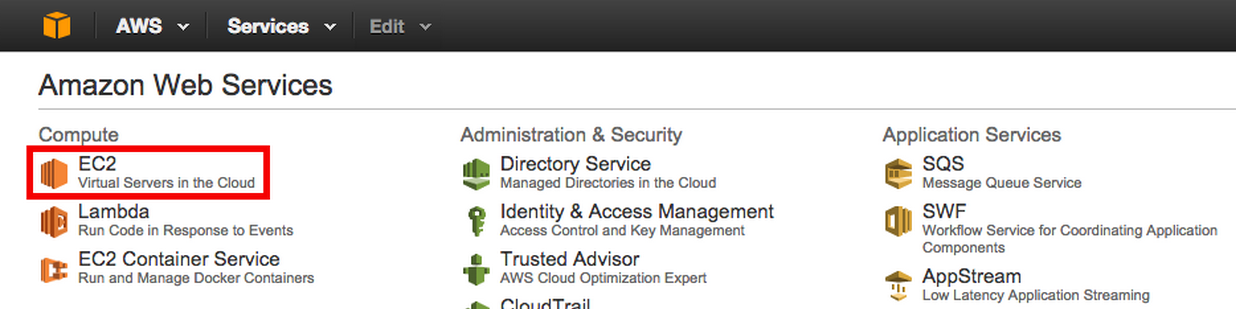 AWS Services Edit
Amazon Web Services
Compute
EC2
Virtual Servers in the Cloud
Lambda
Run Code in Response to Events
EC2 Container Service
Run and Manage Docker Containers
Administration & Security
Directory Service
Managed Directories in the Cloud
Identity & Access Management
Access Control and Key Management
Trusted Advisor
AWS Cloud Optimization Expert
CloudTrail
Application Services
SQS
Message Queue Service
SWF
Workflow Service for Coordinating Application
Components
AppStream
Low Latency Application Streaming